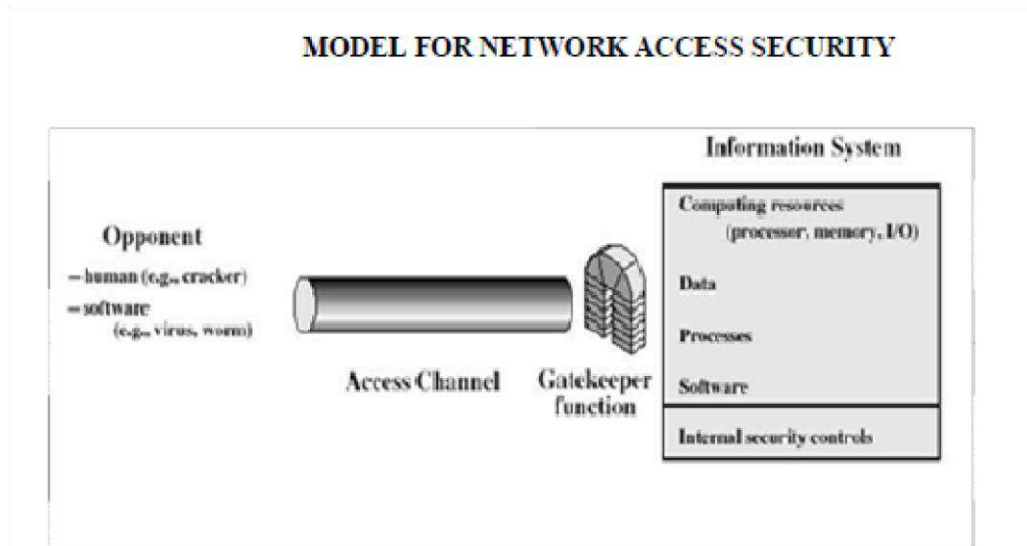 MODEL FOR NETWORK ACCESS SECURITY
Information System
Computing resources
(processor, memory, I/O)
Data
Processes
Software
Internal security controls
Opponent
—human (e.g., cracker)
—software
(e.g., virus, worm)
Access Channel
Gatekeeper
function